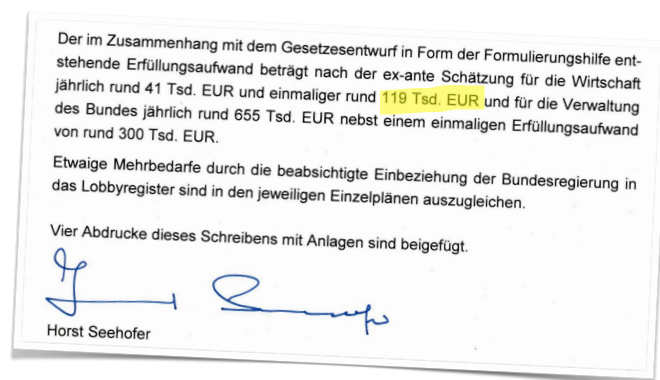 Der im Zusammenhang mit dem Gesetzesentwurf in Form der Formulierungshilfe ent-
stehende Erfüllungsaufwand beträgt nach der ex-ante Schätzung für die Wirtschaft
jährlich rund 41 Tsd. EUR und einmaliger rund 119 Tsd. EUR und für die Verwaltung
des Bundes jährlich rund 655 Tsd. EUR nebst einem einmaligen Erfüllungsaufwand
von rund 300 Tsd. EUR.
Etwaige Mehrbedarfe durch die beabsichtigte Einbeziehung der Bundesregierung in
das Lobbyregister sind in den jeweiligen Einzelplänen auszugleichen.
Vier Abdrucke dieses Schreibens mit Anlagen sind beigefügt.
Horst Seehofer